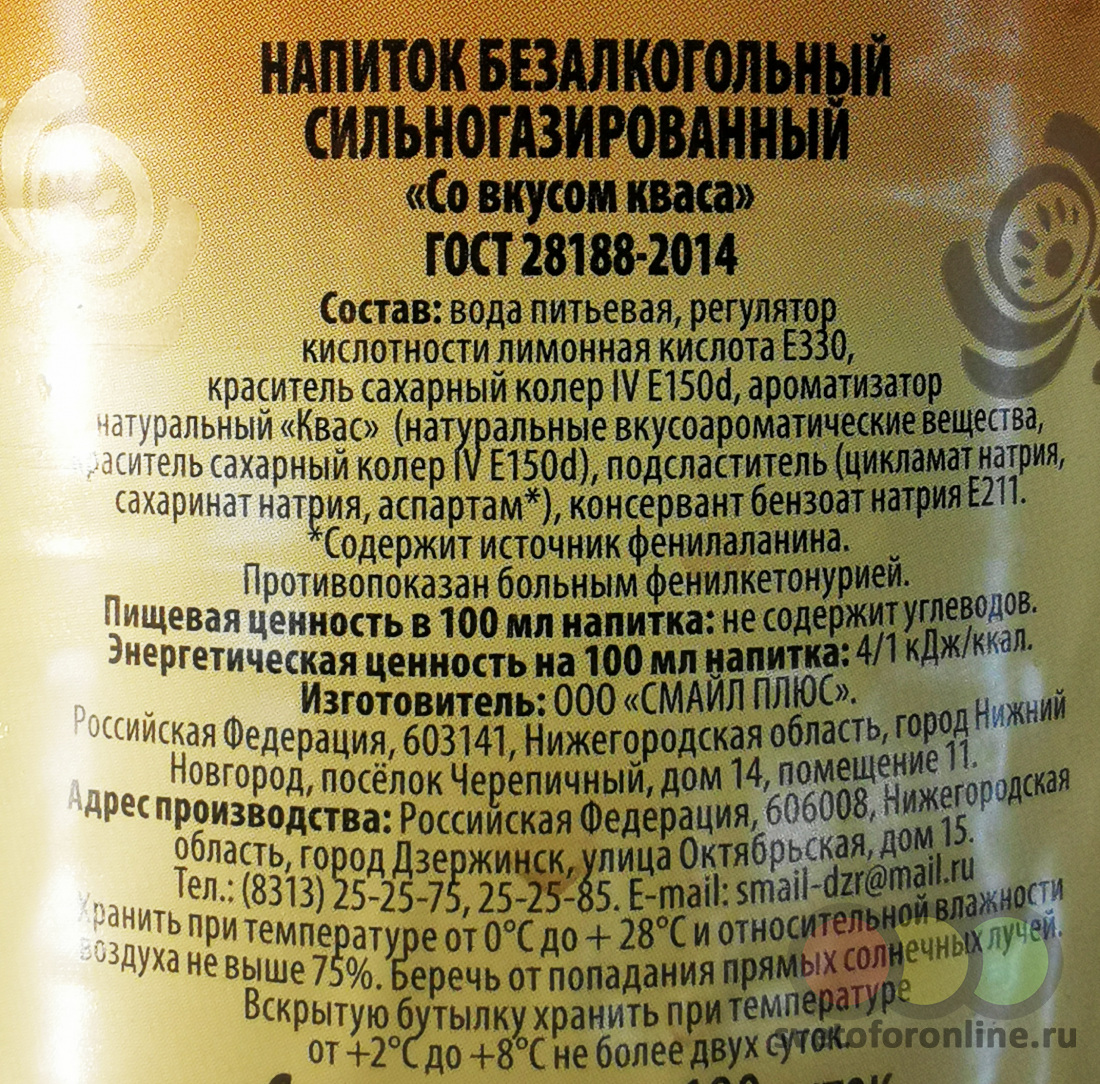 НАПИТОК БЕЗАЛКОГОЛЬНЫЙ
СИЛЬНОГАЗИРОВАННЫЙ
«Со вкусом кваса»
ГОСТ 28188-2014
Состав: вода питьевая, регулятор
кислотности лимонная кислота Е330,
краситель сахарный колер IV Е150d, ароматизатор
натуральный «Квас» (натуральные вкусоароматические вещества,
краситель сахарный колер IV Е150d), подсластитель (цикламат натрия,
сахаринат натрия, аспартам*), консервант бензоат натрия Е211.
*Содержит источник фенилаланина.
Противопоказан больным фенилкетонурией.
Пищевая ценность в 100 мл напитка: не содержит углеводов.
Энергетическая ценность на 100 мл напитка: 4/1 кДж/ккал.
Изготовитель: ООО «СМАЙЛ ПЛЮС».
Российская Федерация, 603141, Нижегородская область, город Нижний
Новгород, посёлок Черепичный, дом 14, помещение 11.
Адрес производства: Российская Федерация, 606008, Нижегородская
область, город Дзержинск, улица Октябрьская, дом 15.
Тел.: (8313) 25-25-75, 25-25-85. E-mail: smail-dzr@mail.ru
Хранить при температуре от 0°С до + 28°С и относительной влажности
воздуха не выше 75%. Беречь от попадания прямых солнечных лучей.
Вскрытую бутылку хранить при температуре
от +2°С до +8°С не более двух суток.
svetoforonline.ru